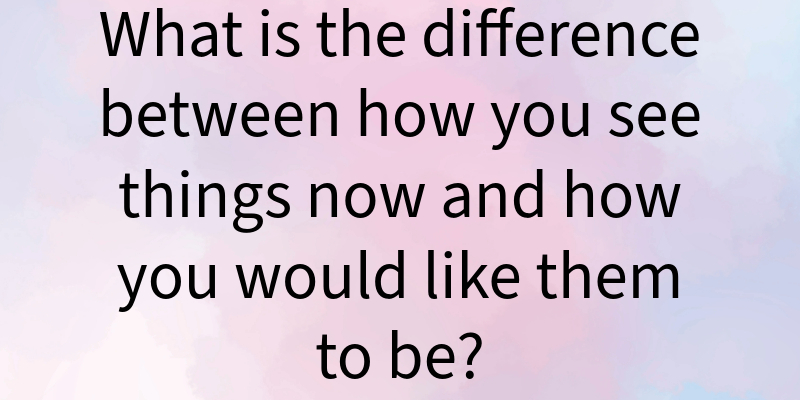 What is the difference
between how you see
things now and how
you would like them
to be?